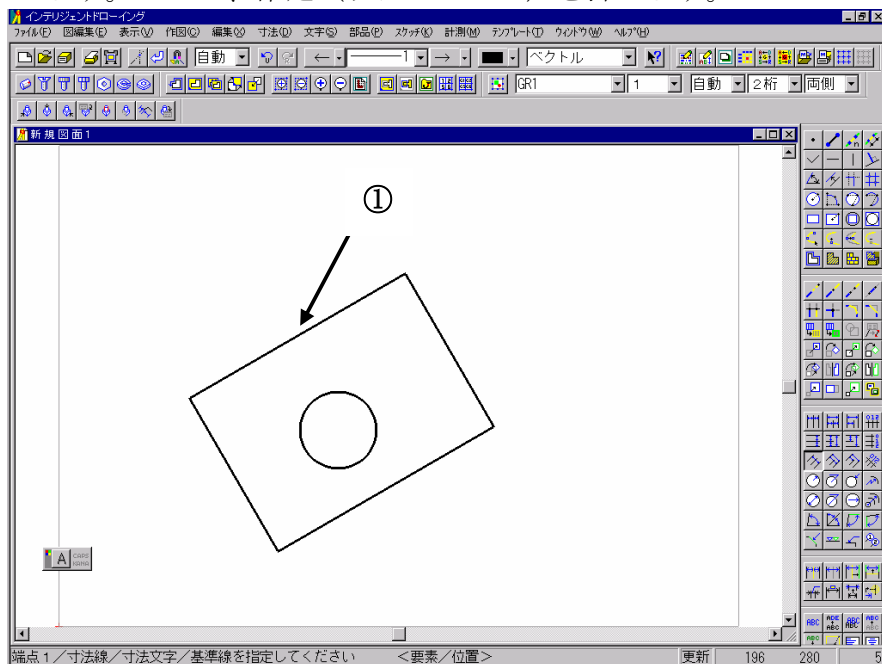 インテリジェントドローイング
ファイル(F) 図編集(E) 表示(V) 作図(C) 編集(X) 寸法(D) 文字(S) 部品(P) スケッチ(K) 計測(M) テンプレート(T) ウィンドウ(W) ヘルプ(H)
自動 1 ベクトル
GR1 1 自動 2桁 両側
新規図面1
①
A CAPS KANA
端点1/寸法線/寸法文字/基準線を指定してください <要素/位置> 更新 196 280 5